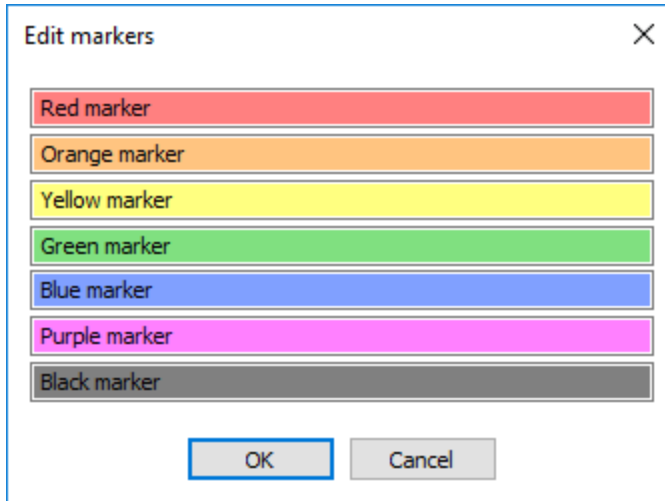 Edit markers
Red marker
Orange marker
Yellow marker
Green marker
Blue marker
Purple marker
Black marker
OK Cancel